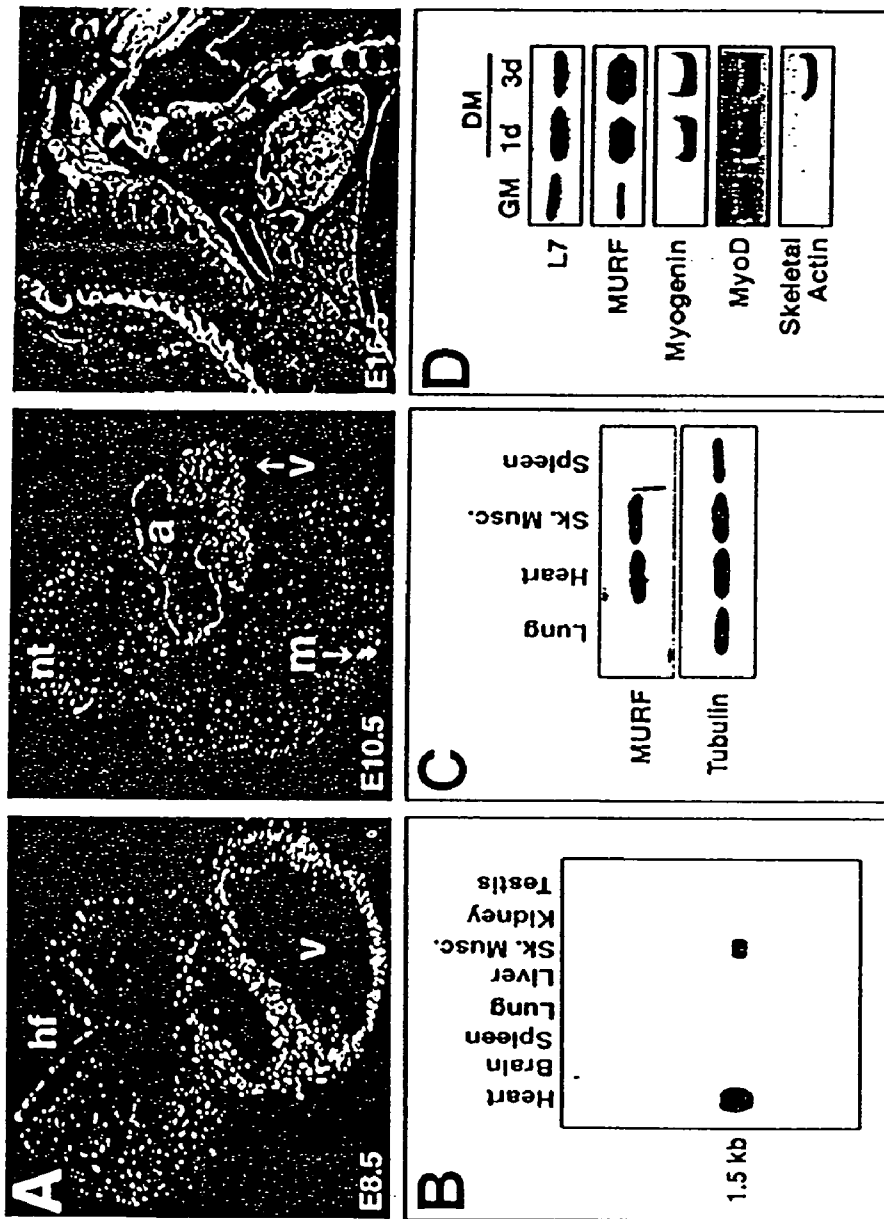 A
hf
v
E8.5
nt
a
v
m
E10.5
E15.5
B
Heart
Brain
Spleen
Lung
Liver
Sk. Musc.
Kidney
Testis
1.5 kb
C
Lung
Heart
Sk. Musc.
Spleen
MURF
Tubulin
D
DM
GM 1d 3d
L7
MURF
Myogenin
MyoD
Skeletal
Actin